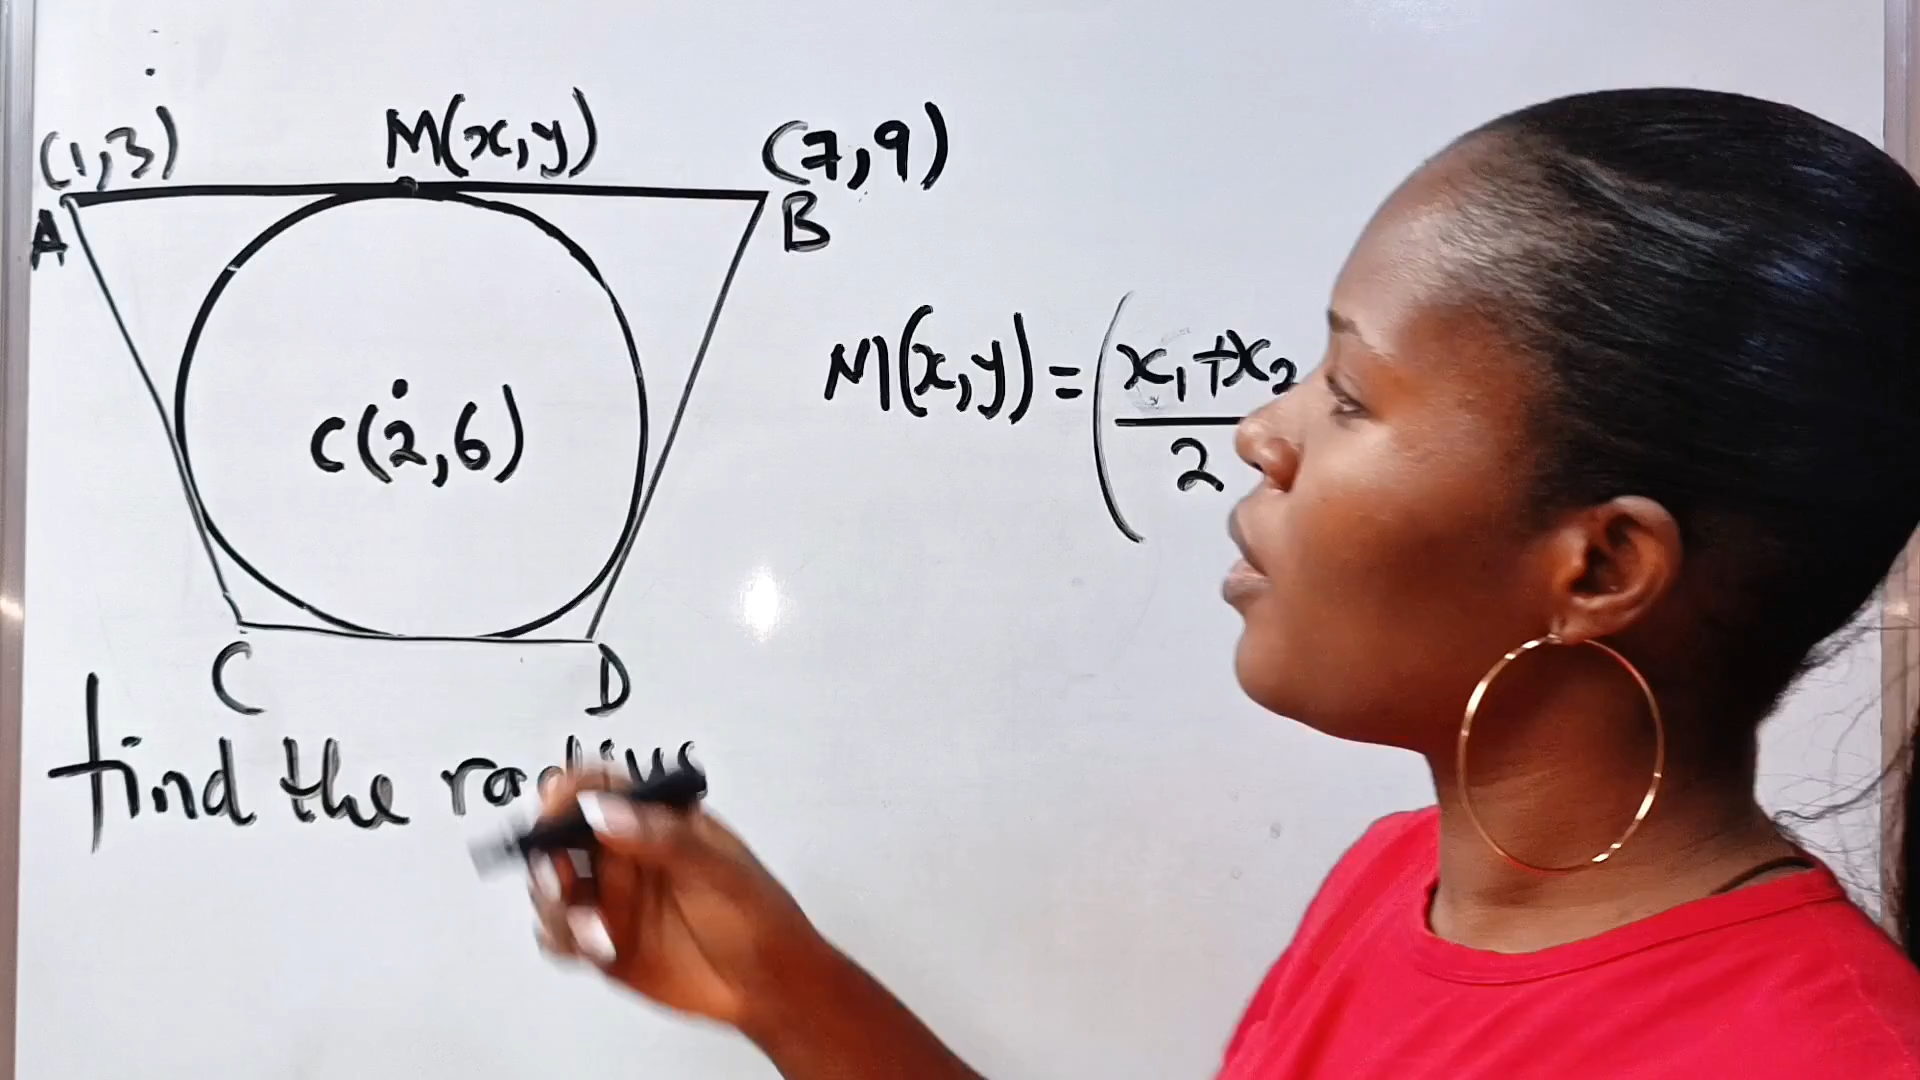 (1,3) M(x,y) (7,9)
A B
M(x,y) = (x₁+x₂
2
C(2,6)
C D
find the radius